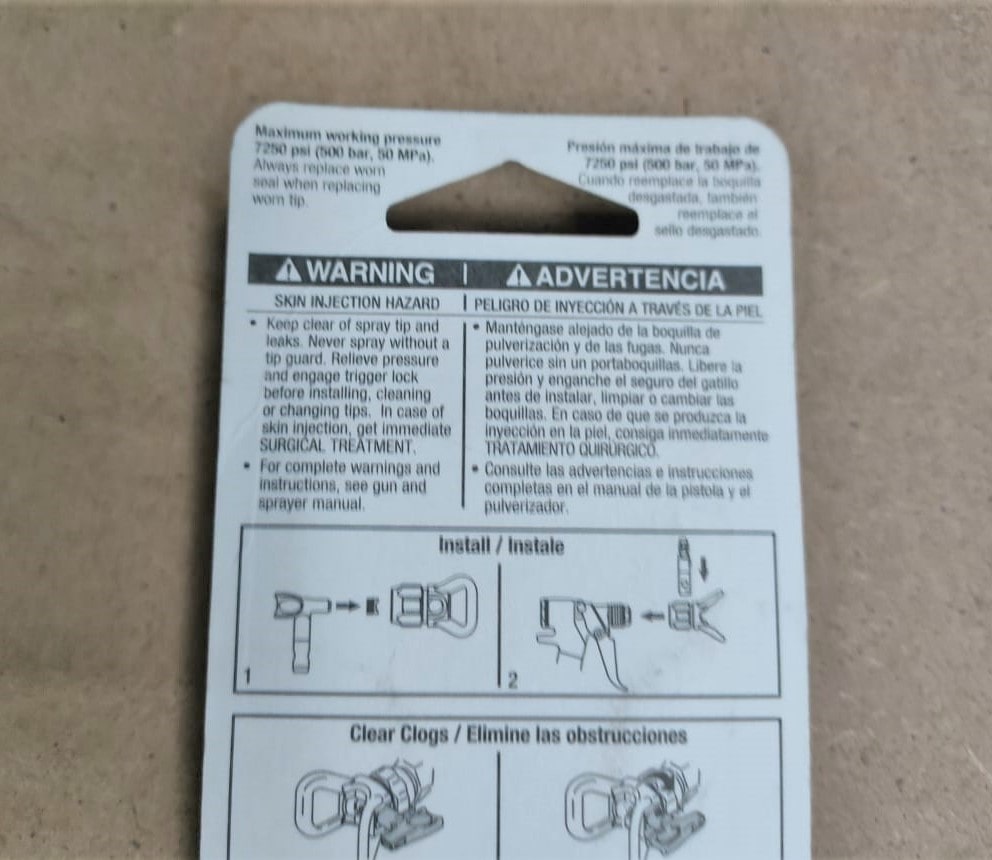 Maximum working pressure
7250 psi (500 bar, 50 MPa).
Always replace worn
seal when replacing
worn tip.
Presión máxima de trabajo de
7250 psi (500 bar, 50 MPa).
Cuando reemplace la boquilla
desgastada, también
reemplace el
sello desgastado.
WARNING | ADVERTENCIA
SKIN INJECTION HAZARD | PELIGRO DE INYECCIÓN A TRAVÉS DE LA PIEL
• Keep clear of spray tip and
leaks. Never spray without a
tip guard. Relieve pressure
and engage trigger lock
before installing, cleaning
or changing tips. In case of
skin injection, get immediate
SURGICAL TREATMENT.
• For complete warnings and
instructions, see gun and
sprayer manual.
• Manténgase alejado de la boquilla de
pulverización y de las fugas. Nunca
pulverice sin un portaboquillas. Libere la
presión y enganche el seguro del gatillo
antes de instalar, limpiar o cambiar las
boquillas. En caso de que se produzca la
inyección en la piel, consiga inmediatamente
TRATAMIENTO QUIRÚRGICO.
• Consulte las advertencias e instrucciones
completas en el manual de la pistola y el
pulverizador.
Install / Instale
1
2
Clear Clogs / Elimine las obstrucciones